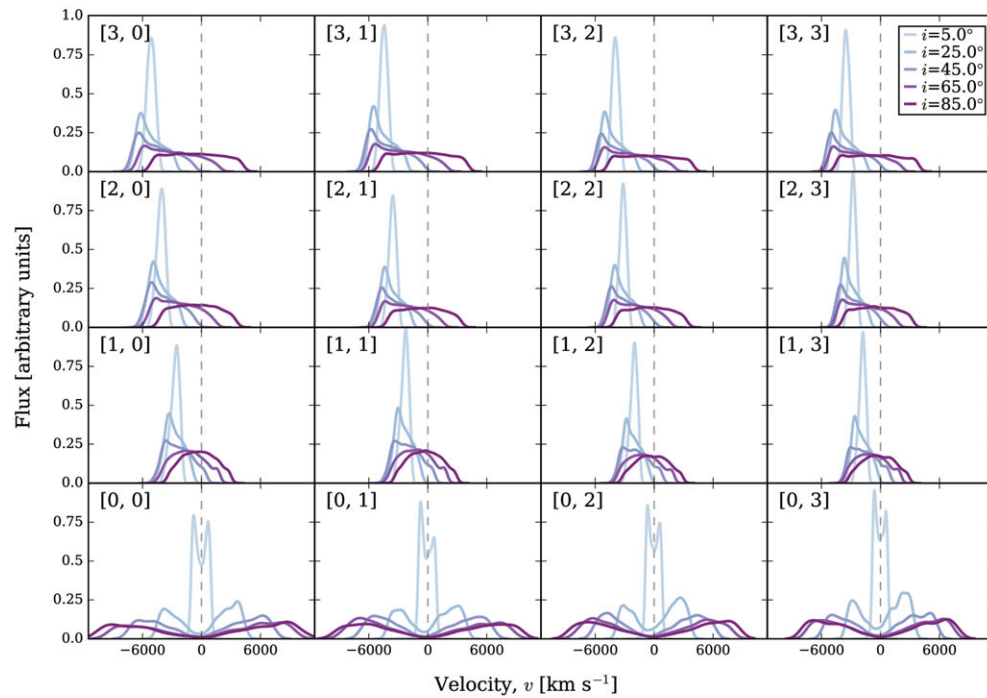 1.0
[3, 0] [3, 1] [3, 2] [3, 3]
i=5.0°
i=25.0°
i=45.0°
i=65.0°
i=85.0°
0.75
0.5
0.25
0.0
[2, 0] [2, 1] [2, 2] [2, 3]
0.75
0.5
0.25
0.0
[1, 0] [1, 1] [1, 2] [1, 3]
0.75
0.5
0.25
0.0
[0, 0] [0, 1] [0, 2] [0, 3]
0.75
0.5
0.25
0.0
Flux [arbitrary units]
−6000 0 6000 −6000 0 6000 −6000 0 6000 −6000 0 6000
Velocity, v [km s⁻¹]